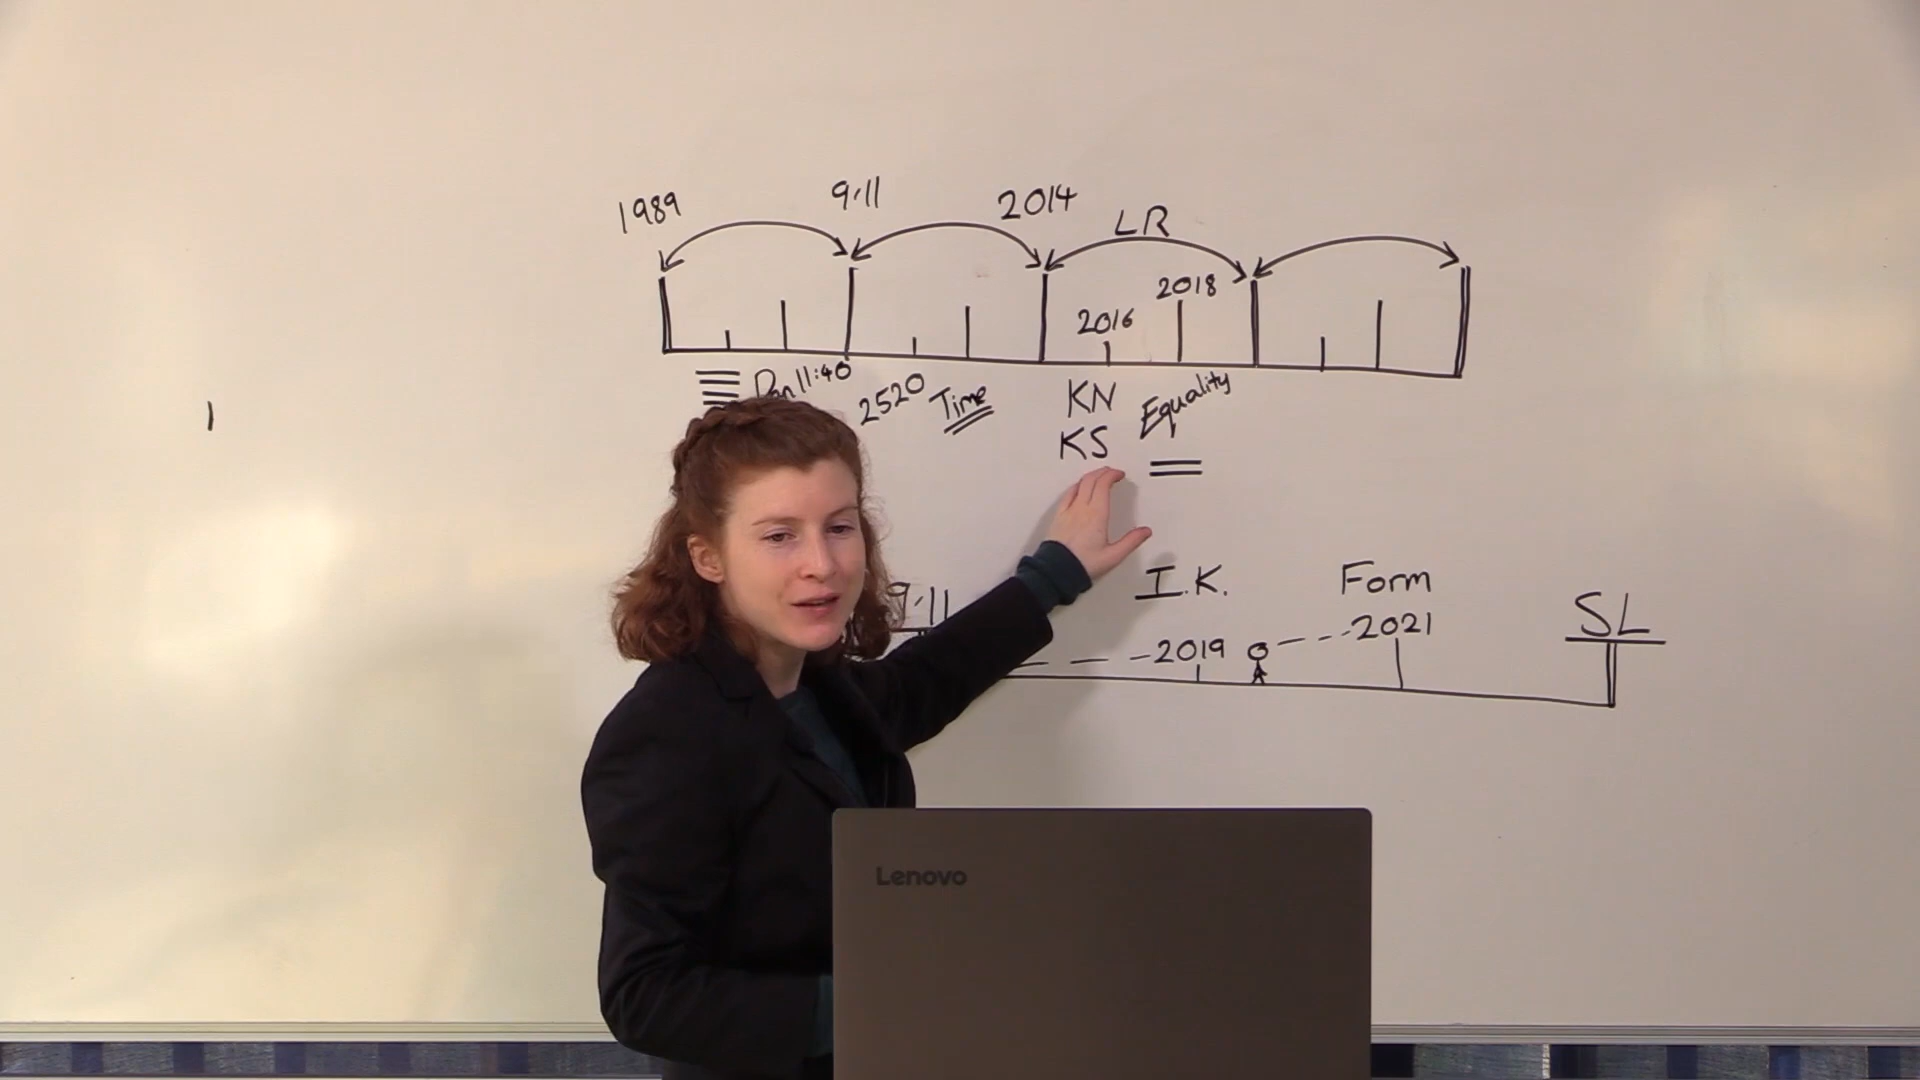 1989 9·11 2014 LR
2018
2016
Dan 11:40 2520 Time KN Equality
KS
I.K. Form
9·11 SL
2019 2021
Lenovo